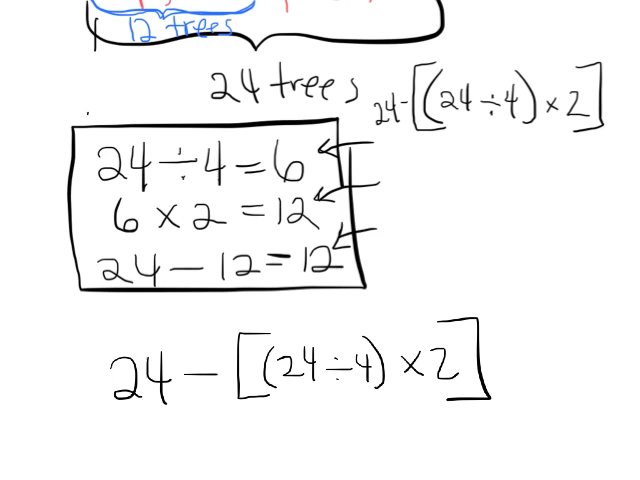 12 trees
24 trees
24-[(24÷4)×2]
24÷4=6
6×2=12
24-12=12
24-[(24÷4)×2]